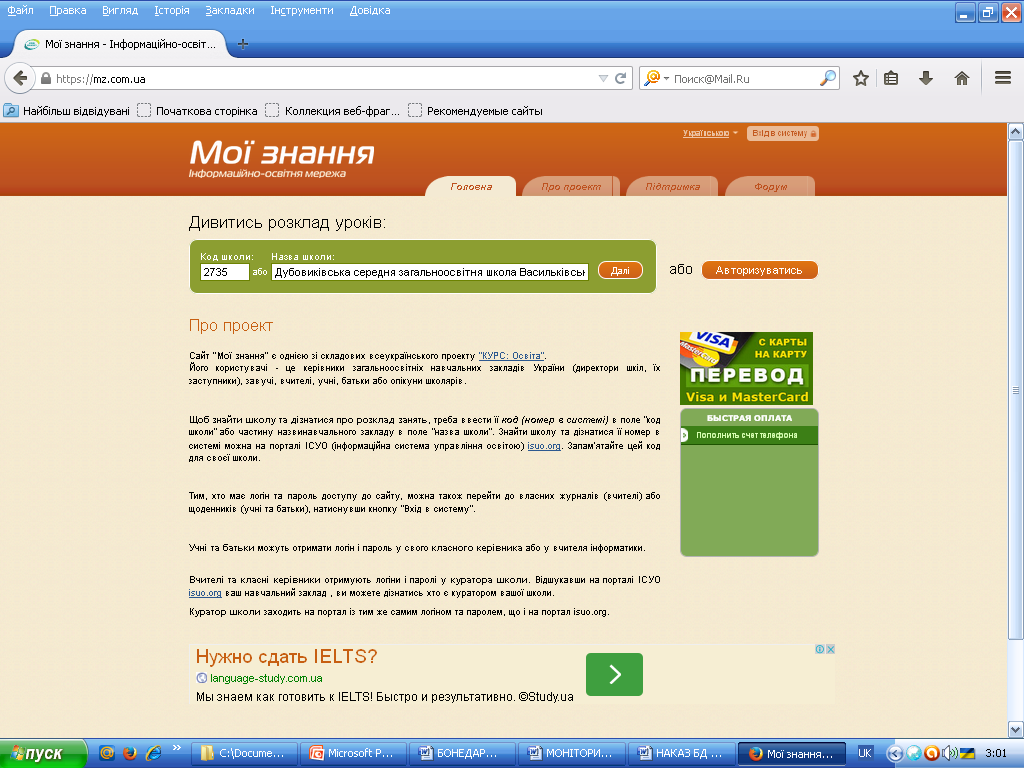 Файл Правка Вигляд Історія Закладки Інструменти Довідка
Мої знання - Інформаційно-освіт...
https://mz.com.ua
Поиск@Mail.Ru
Найбільш відвідувані Початкова сторінка Коллекция веб-фраг... Рекомендуемые сайты
Українською Вхід в систему
Мої знання
Інформаційно-освітня мережа
Головна Про проект Підтримка Форум
Дивитись розклад уроків:
Код школи: Назва школи:
2735 або Дубовиківська середня загальноосвітня школа Васильківсь Далі або Авторизуватись
Про проект
Сайт "Мої знання" є однією зі складових всеукраїнського проекту "КУРС: Освіта".
Його користувачі - це керівники загальноосвітніх навчальних закладів України (директори шкіл, їх
заступники), завучі, вчителі, учні, батьки або опікуни школярів.
Щоб знайти школу та дізнатися про розклад занять, треба ввести її код (номер в системі) в поле "код
школи" або частину назвинавчального закладу в поле "назва школи". Знайти школу та дізнатися її номер в
системі можна на порталі ІСУО (інформаційна система управління освітою) isuo.org. Запам'ятайте цей код
для своєї школи.
Тим, хто має логін та пароль доступу до сайту, можна також перейти до власних журналів (вчителі) або
щоденників (учні та батьки), натиснувши кнопку "Вхід в систему".
Учні та батьки можуть отримати логін і пароль у свого класного керівника або у вчителя інформатики.
Вчителі та класні керівники отримують логіни і паролі у куратора школи. Відшукавши на порталі ІСУО
isuo.org ваш навчальний заклад , ви можете дізнатись хто є куратором вашої школи.
Куратор школи заходить на портал із тим же самим логіном та паролем, що і на портал isuo.org.
VISA
MasterCard
С КАРТЫ
НА КАРТУ
ПЕРЕВОД
Visa и MasterCard
БЫСТРАЯ ОПЛАТА
Пополнить счет телефона
Нужно сдать IELTS?
language-study.com.ua
Мы знаем как готовить к IELTS! Быстро и результативно. ©Study.ua
пуск C:\Docume... Microsoft P... БОНЕДАР... МОНІТОРИ... НАКАЗ БД ... Мої знання... UK 3:01